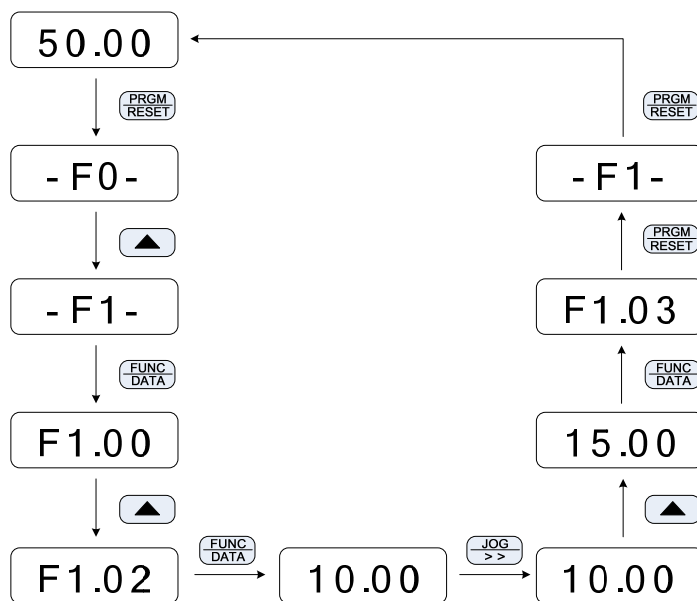 50.00
PRGM
RESET
- F0 -
- F1 -
FUNC
DATA
F1.00
F1.02
FUNC
DATA
10.00
JOG
> >
10.00
15.00
FUNC
DATA
F1.03
PRGM
RESET
- F1 -
PRGM
RESET